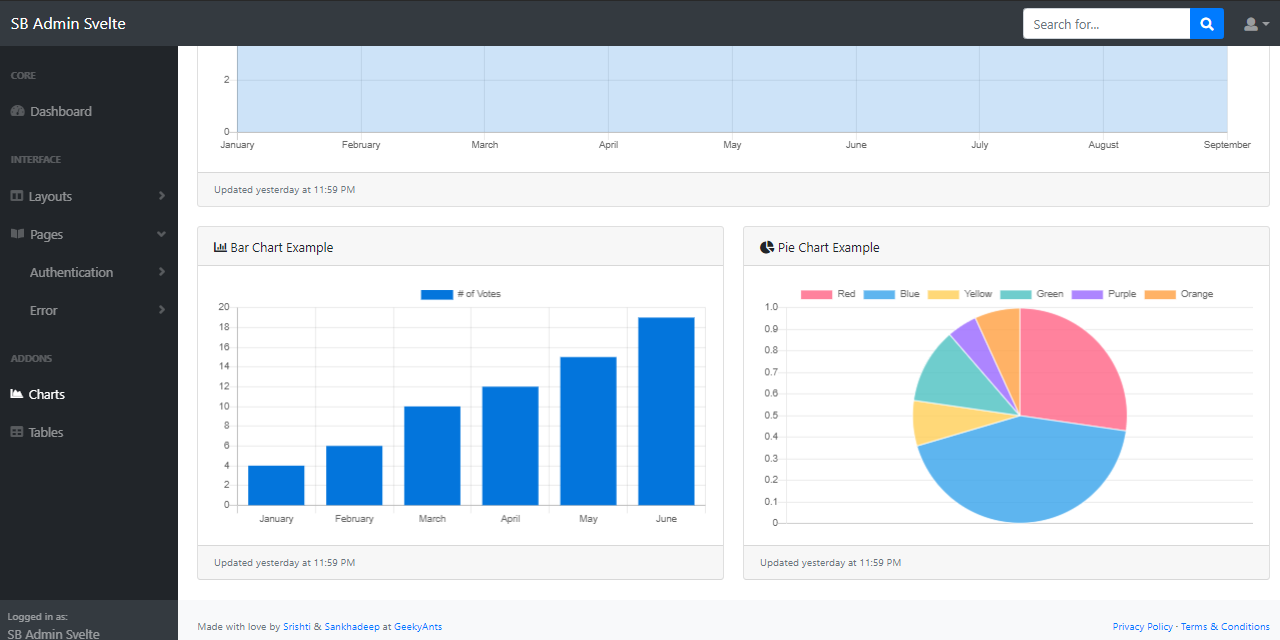 SB Admin Svelte
Search for...
CORE
Dashboard
INTERFACE
Layouts
Pages
Authentication
Error
ADDONS
Charts
Tables
Logged in as:
SB Admin Svelte
2
0
January February March April May June July August September
Updated yesterday at 11:59 PM
Bar Chart Example
# of Votes
20
18
16
14
12
10
8
6
4
2
0
January February March April May June
Updated yesterday at 11:59 PM
Pie Chart Example
Red Blue Yellow Green Purple Orange
1.0
0.9
0.8
0.7
0.6
0.5
0.4
0.3
0.2
0.1
0
Updated yesterday at 11:59 PM
Made with love by Srishti & Sankhadeep at GeekyAnts
Privacy Policy · Terms & Conditions